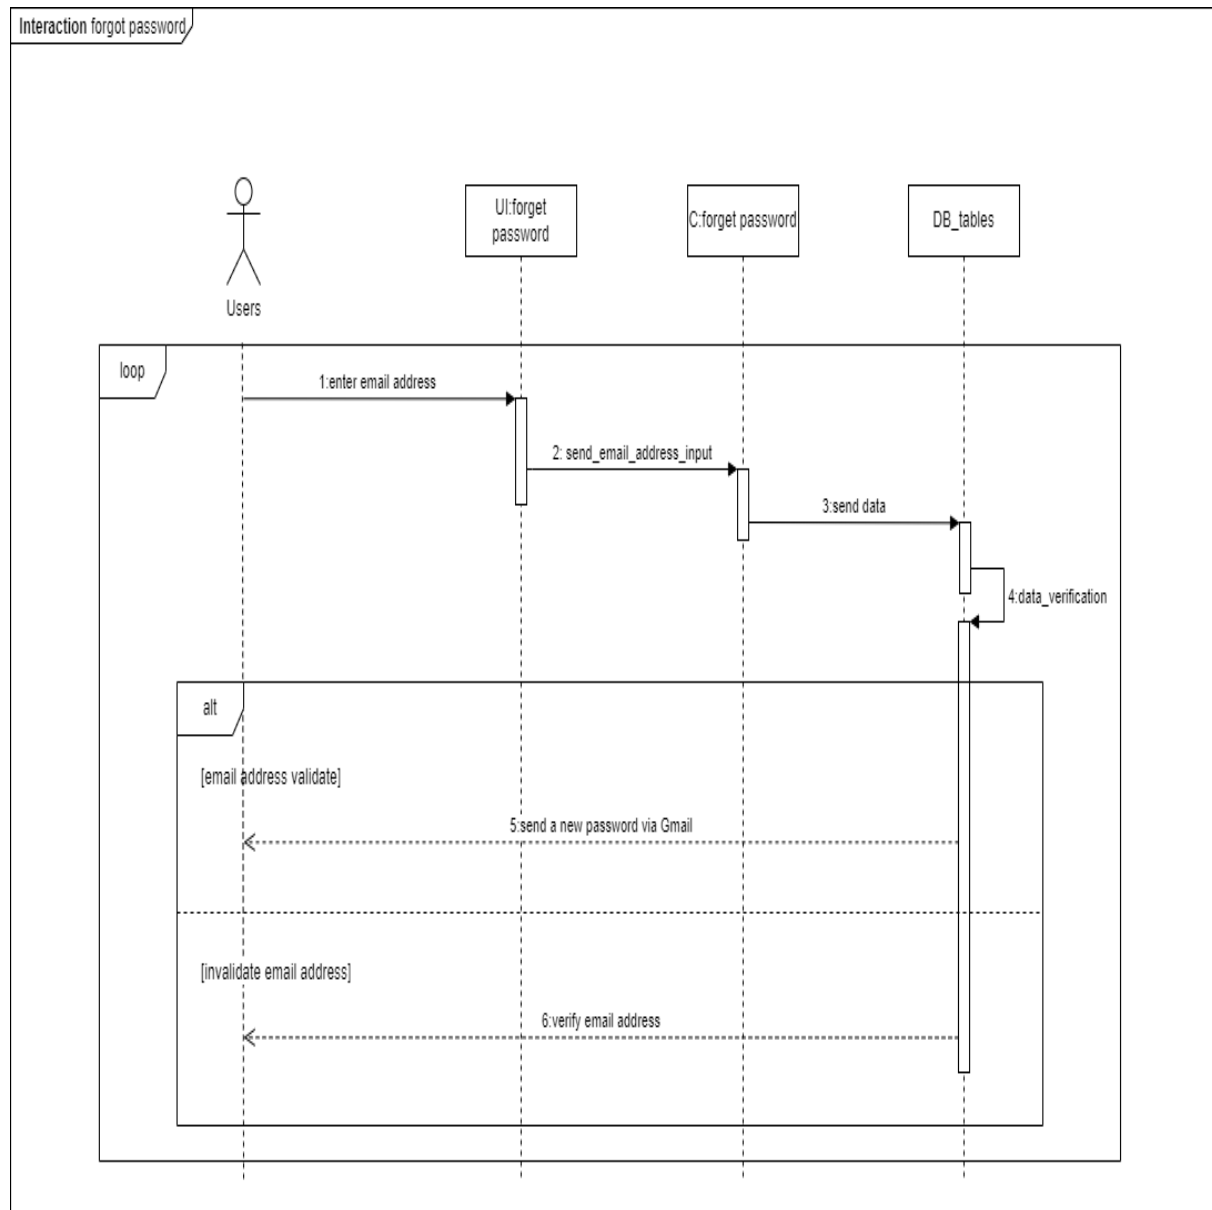 Interaction forgot password
UI:forget
password
C:forget password
DB_tables
Users
loop
1:enter email address
2: send_email_address_input
3:send data
4:data_verification
alt
[email address validate]
5:send a new password via Gmail
[invalidate email address]
6:verify email address